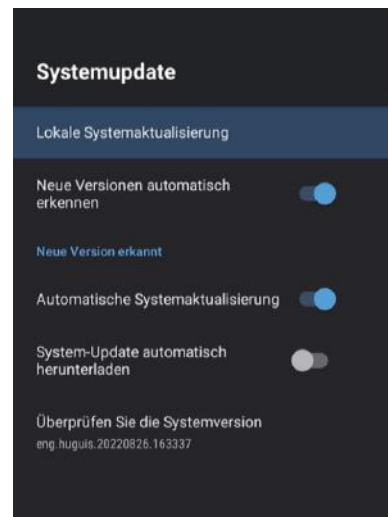 Systemupdate
Lokale Systemaktualisierung
Neue Versionen automatisch
erkennen
Neue Version erkannt
Automatische Systemaktualisierung
System-Update automatisch
herunterladen
Überprüfen Sie die Systemversion
eng.huguis.20220826.163337